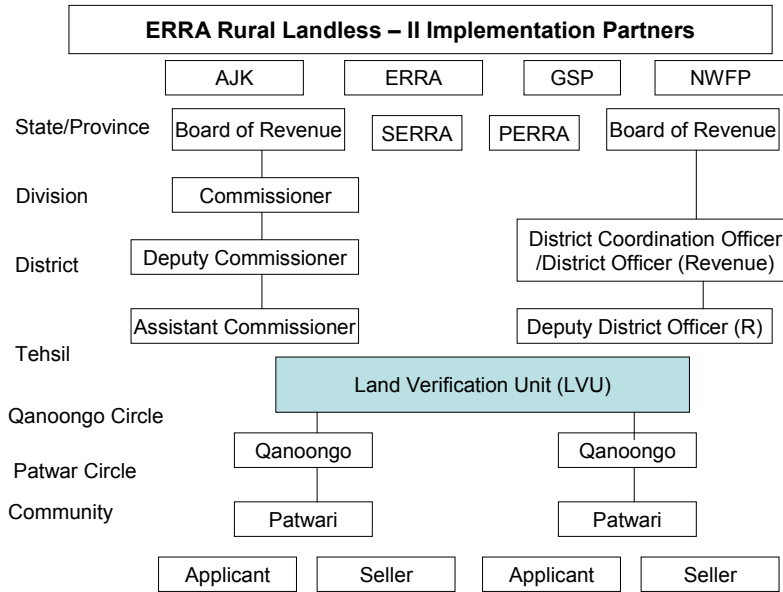 ERRA Rural Landless – II Implementation Partners
AJK ERRA GSP NWFP
State/Province Board of Revenue SERRA PERRA Board of Revenue
Division Commissioner
District Deputy Commissioner District Coordination Officer
/District Officer (Revenue)
Assistant Commissioner Deputy District Officer (R)
Tehsil
Land Verification Unit (LVU)
Qanoongo Circle
Qanoongo Qanoongo
Patwar Circle
Community Patwari Patwari
Applicant Seller Applicant Seller